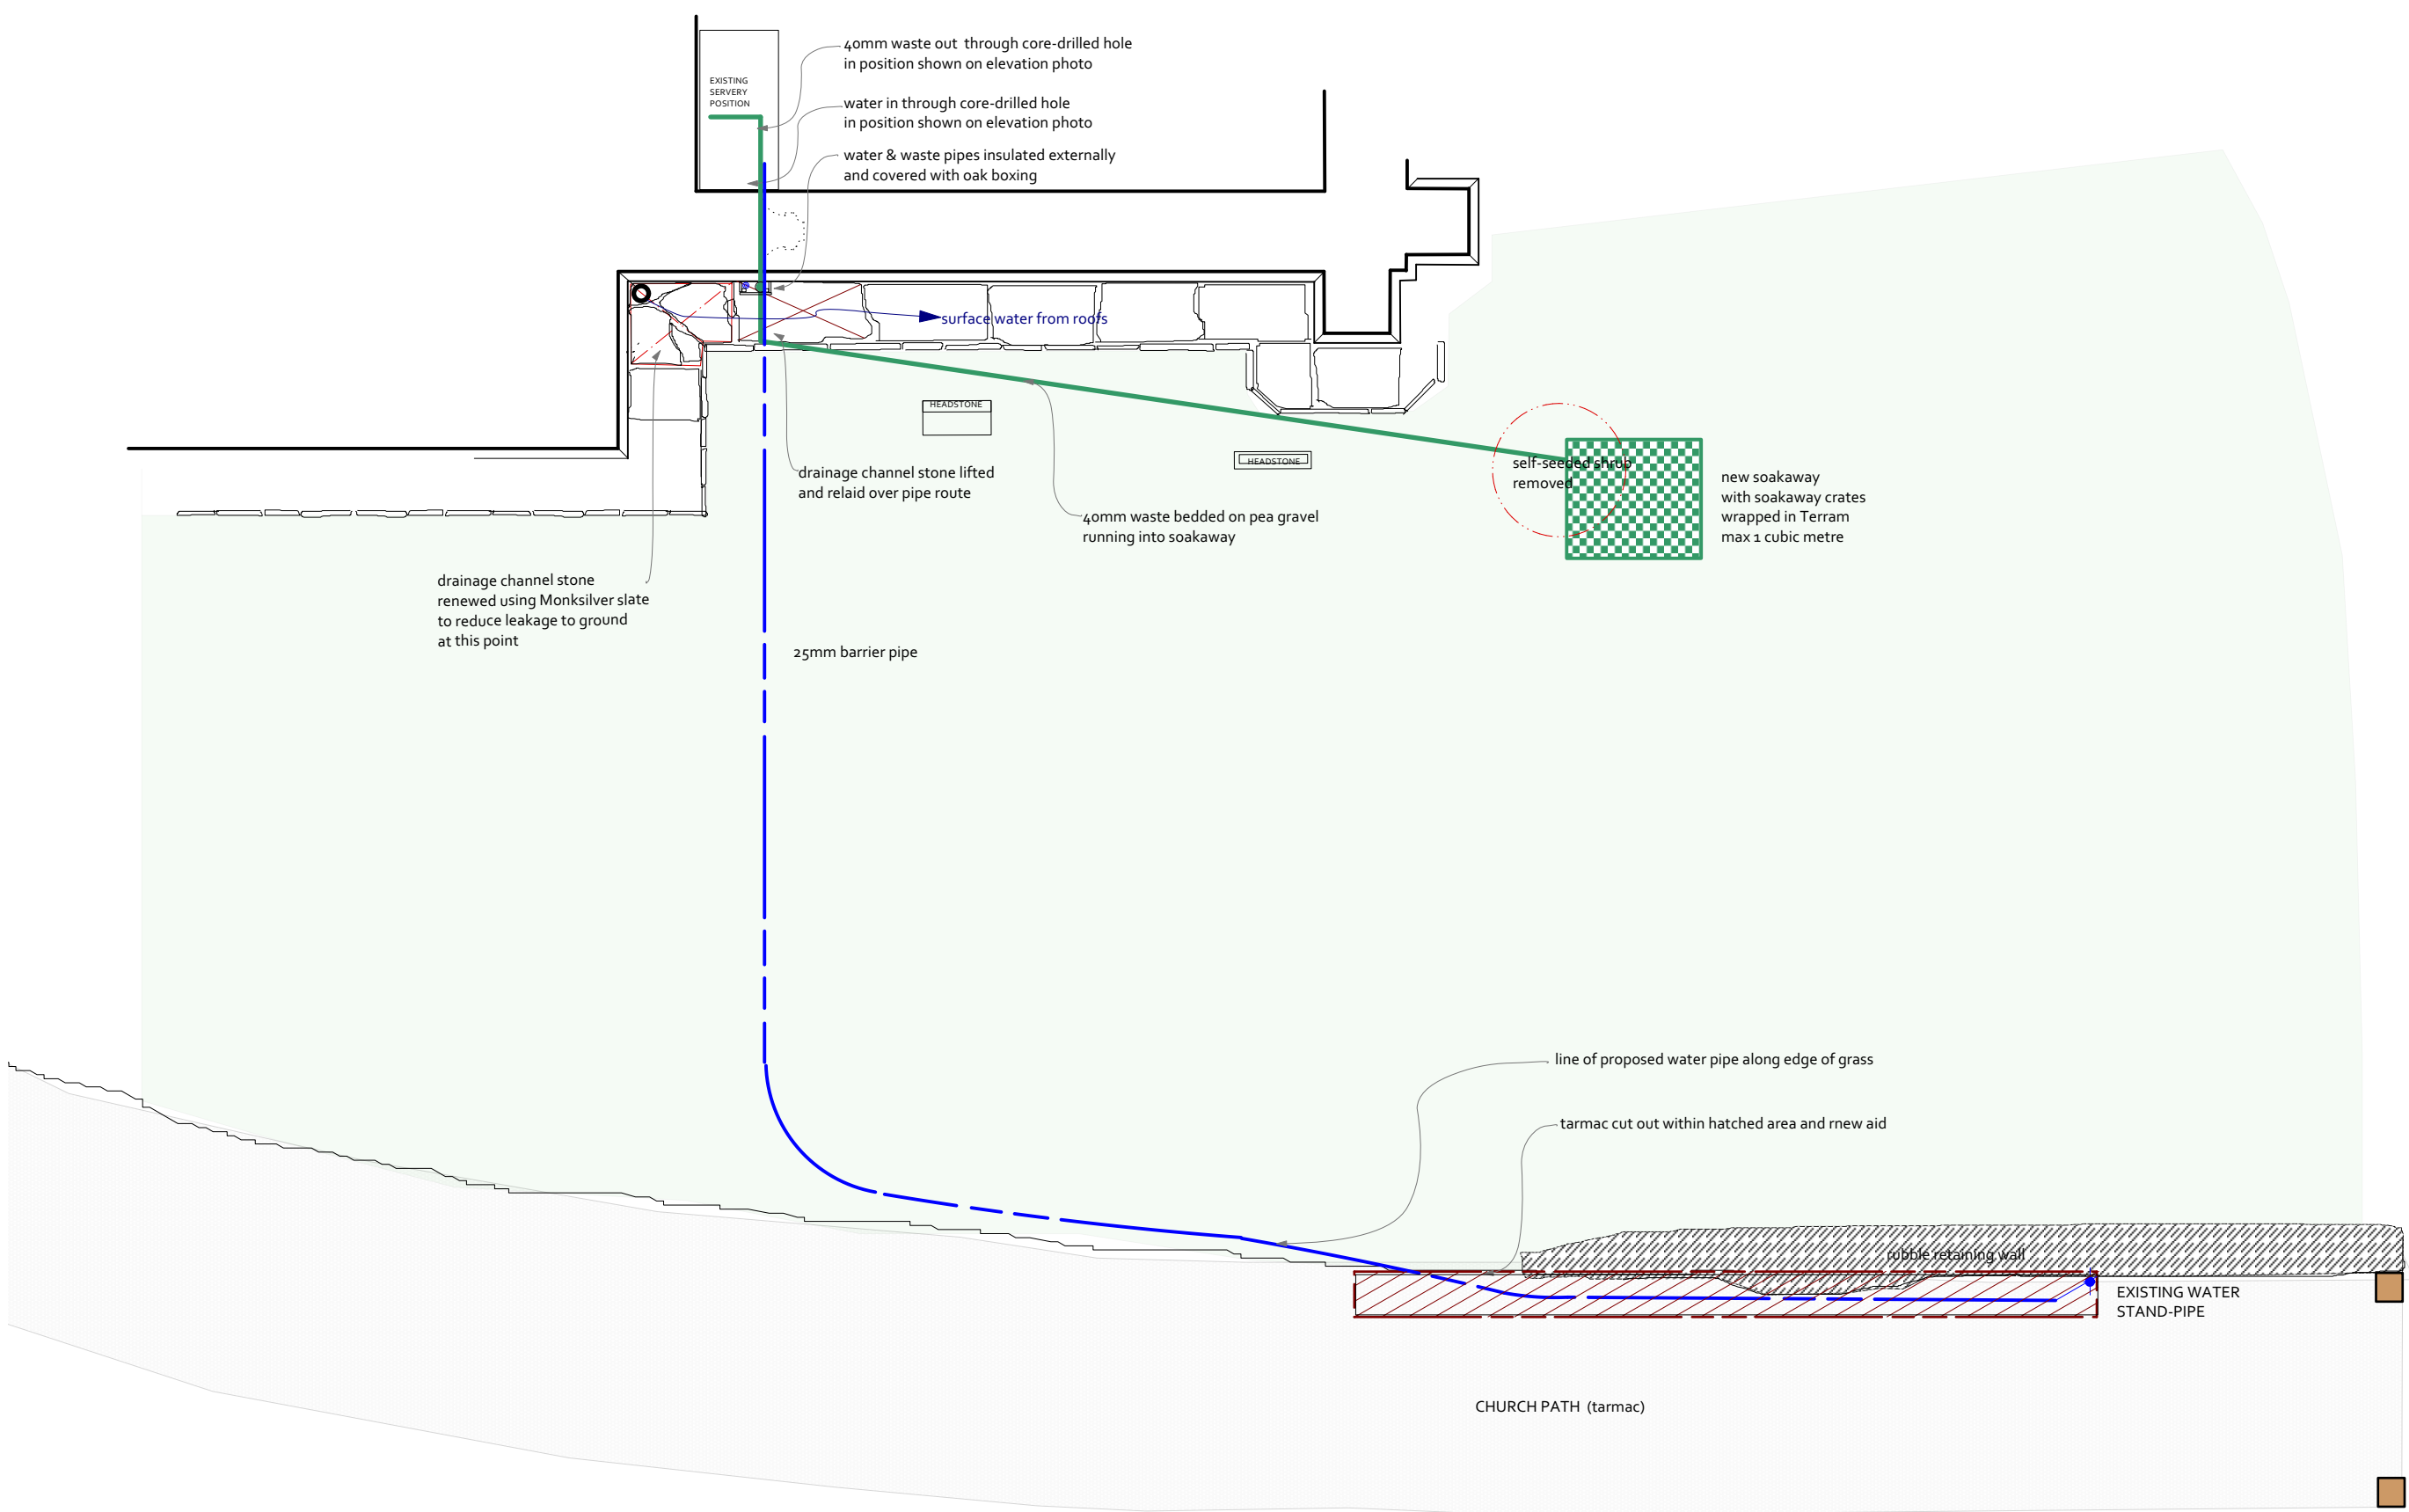 40mm waste out through core-drilled hole
in position shown on elevation photo
EXISTING
SERVERY
POSITION
water in through core-drilled hole
in position shown on elevation photo
water & waste pipes insulated externally
and covered with oak boxing
surface water from roofs
HEADSTONE
HEADSTONE
self-seeded shrub
removed
new soakaway
with soakaway crates
wrapped in Terram
max 1 cubic metre
drainage channel stone lifted
and relaid over pipe route
40mm waste bedded on pea gravel
running into soakaway
drainage channel stone
renewed using Monksilver slate
to reduce leakage to ground
at this point
25mm barrier pipe
line of proposed water pipe along edge of grass
tarmac cut out within hatched area and rnew aid
rubble retaining wall
EXISTING WATER
STAND-PIPE
CHURCH PATH (tarmac)